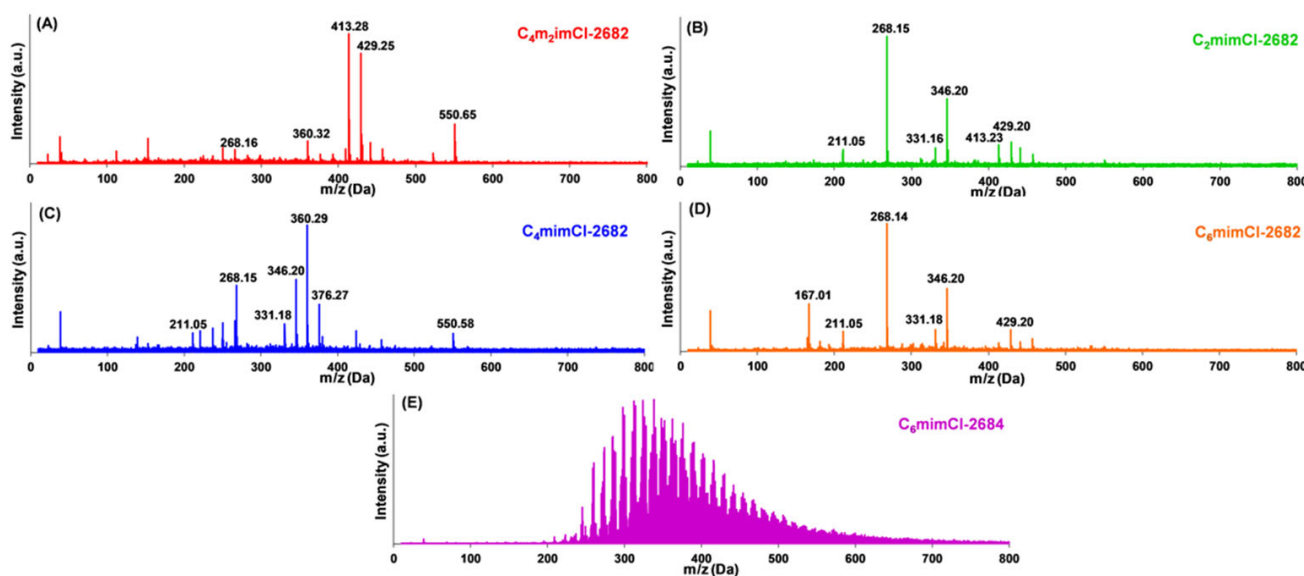 (A)
C₄m₂imCl-2682
Intensity (a.u.)
413.28
429.25
550.65
360.32
268.16
0 100 200 300 400 500 600 700 800
m/z (Da)
(B)
C₂mimCl-2682
Intensity (a.u.)
268.15
346.20
211.05
331.16
413.23
429.20
0 100 200 300 400 500 600 700 800
m/z (Da)
(C)
C₄mimCl-2682
Intensity (a.u.)
360.29
346.20
268.15
376.27
331.18
211.05
550.58
0 100 200 300 400 500 600 700 800
m/z (Da)
(D)
C₆mimCl-2682
Intensity (a.u.)
268.14
346.20
167.01
211.05
331.18
429.20
0 100 200 300 400 500 600 700 800
m/z (Da)
(E)
C₆mimCl-2684
Intensity (a.u.)
0 100 200 300 400 500 600 700 800
m/z (Da)